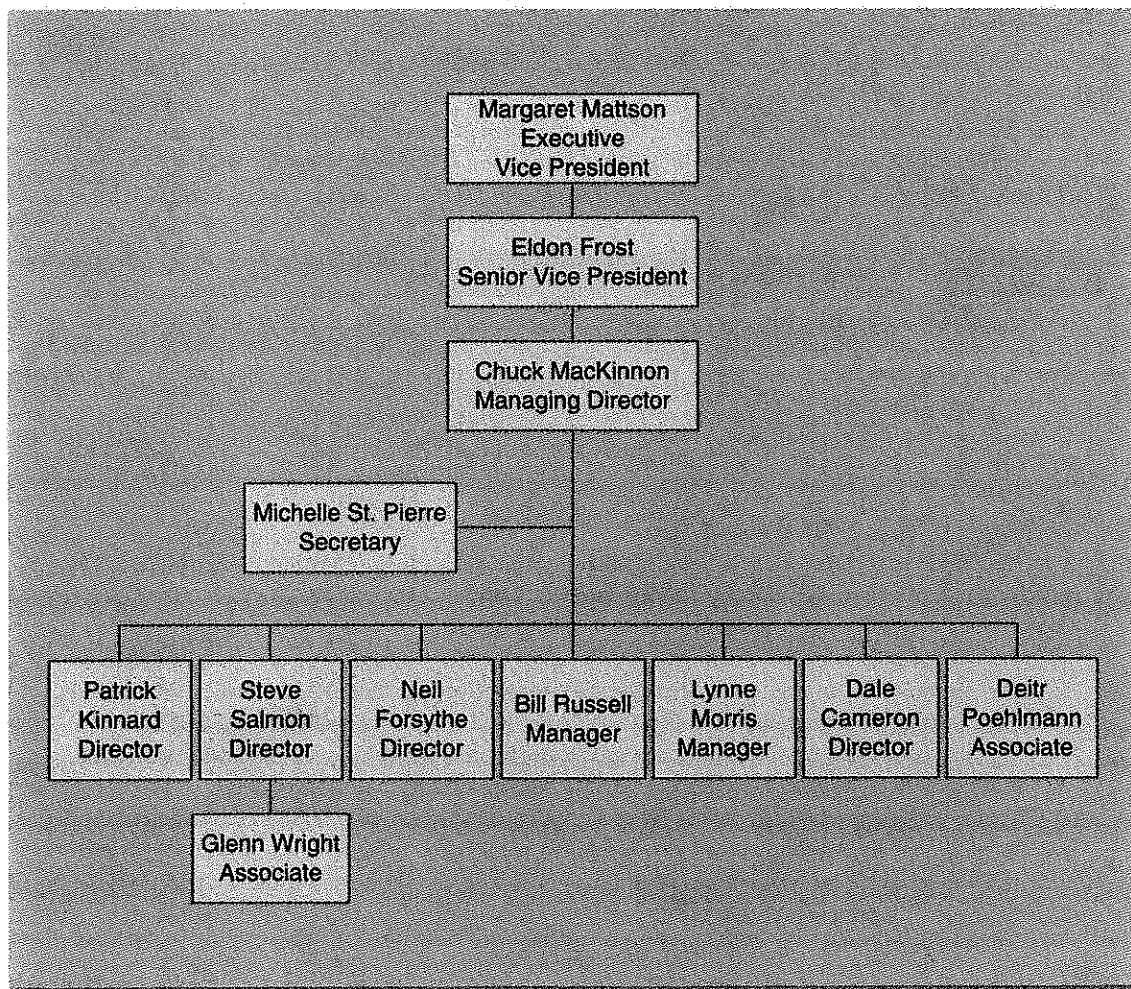 Margaret Mattson
Executive
Vice President
Eldon Frost
Senior Vice President
Chuck MacKinnon
Managing Director
Michelle St. Pierre
Secretary
Patrick
Kinnard
Director
Steve
Salmon
Director
Neil
Forsythe
Director
Bill Russell
Manager
Lynne
Morris
Manager
Dale
Cameron
Director
Deitr
Poehlmann
Associate
Glenn Wright
Associate